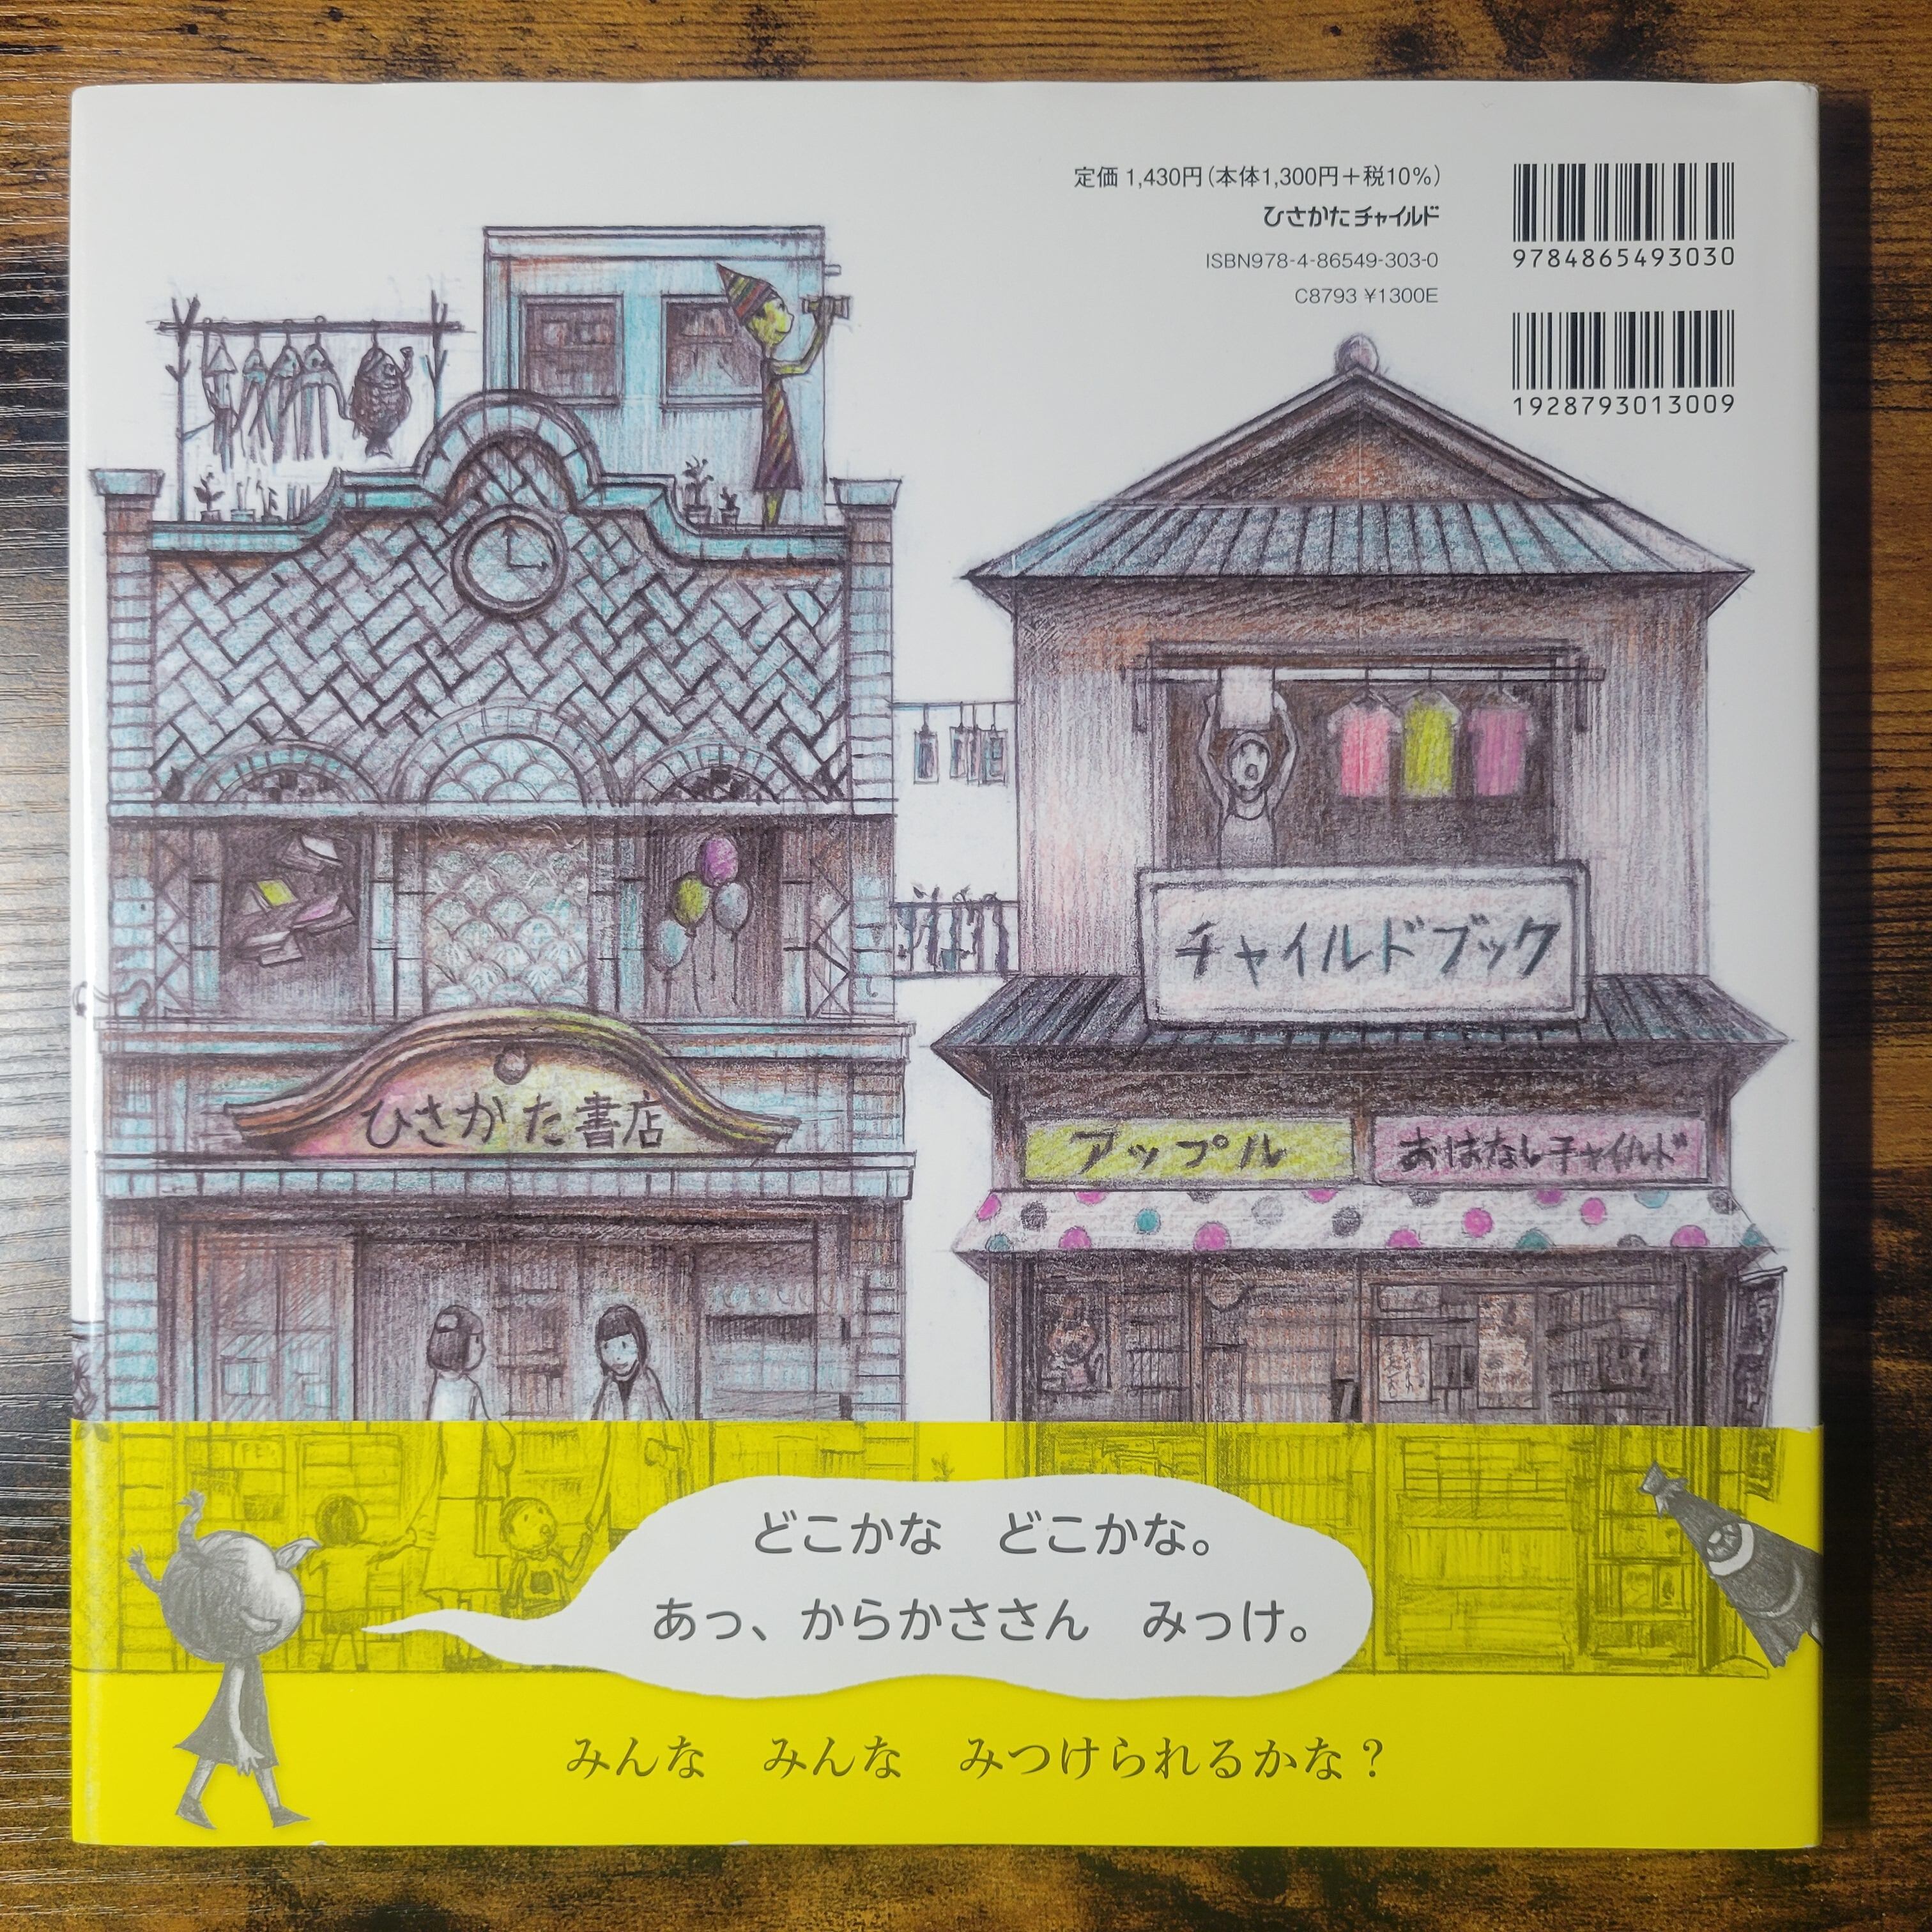 定価 1,430円(本体1,300円+税10%)
ひさかたチャイルド
ISBN978-4-86549-303-0
C8793 ¥1300E
9784865493030
1928793013009
チャイルドブック
ひさかた書店
アップル
おはなしチャイルド
どこかな　どこかな。
あっ、からかささん　みっけ。
みんな　みんな　みつけられるかな？